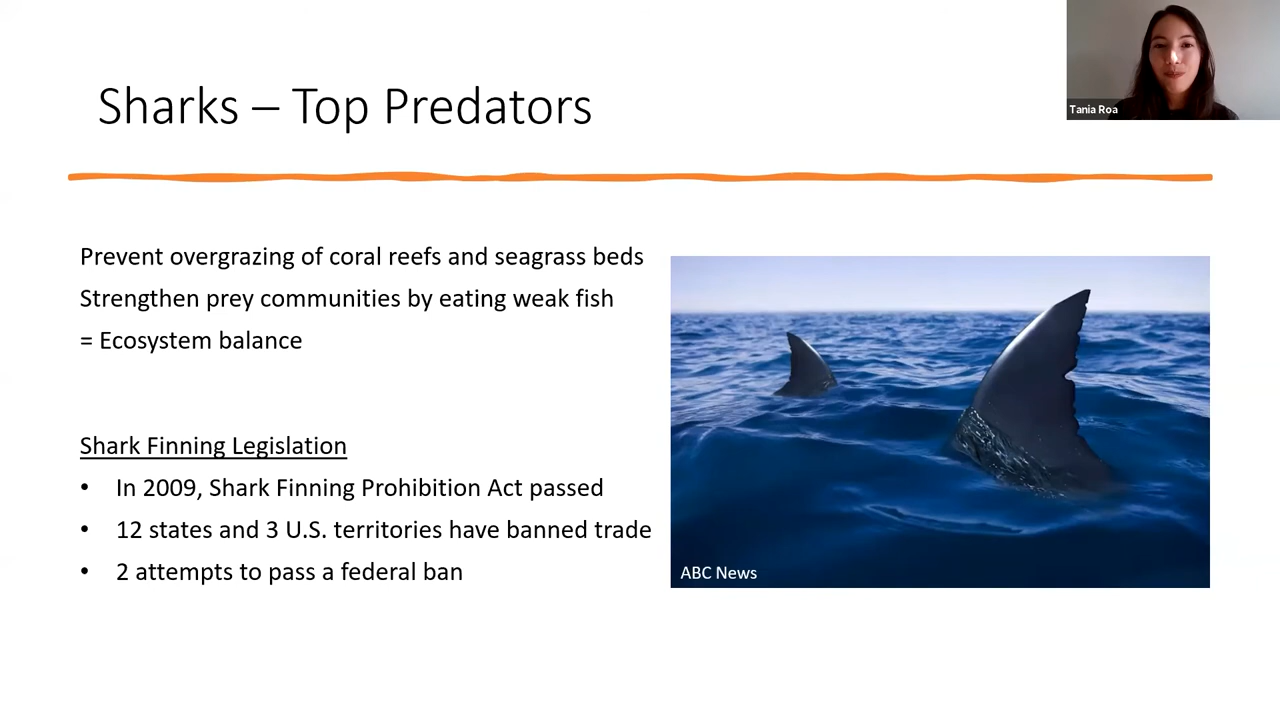 Sharks – Top Predators
Tania Roa
Prevent overgrazing of coral reefs and seagrass beds
Strengthen prey communities by eating weak fish
= Ecosystem balance
Shark Finning Legislation
• In 2009, Shark Finning Prohibition Act passed
• 12 states and 3 U.S. territories have banned trade
• 2 attempts to pass a federal ban
ABC News